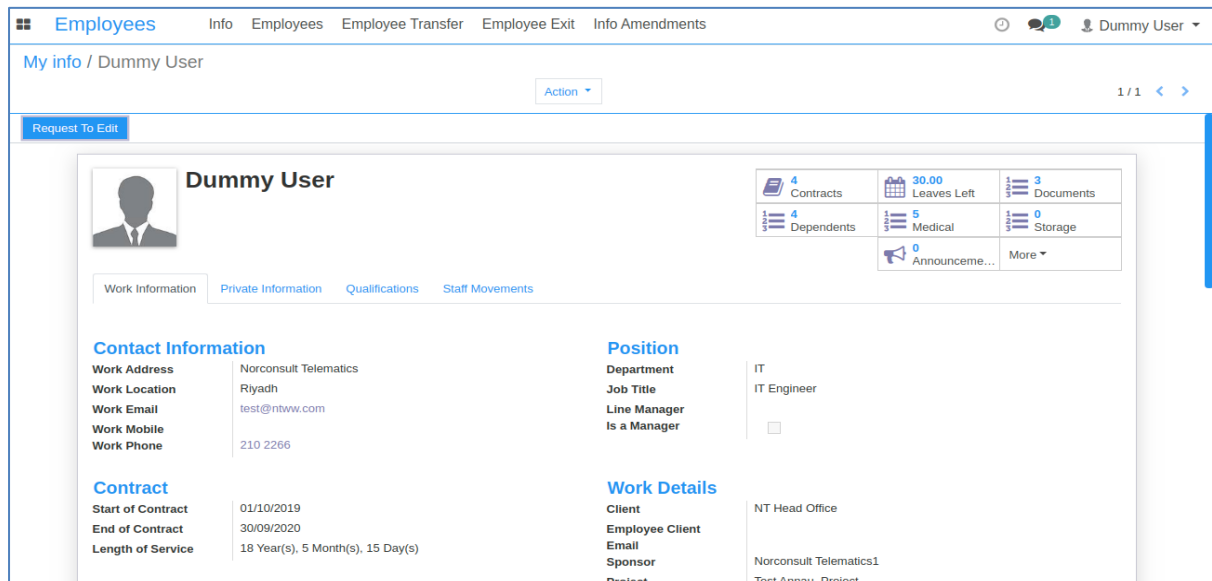 Employees Info Employees Employee Transfer Employee Exit Info Amendments 1 Dummy User
My info / Dummy User
Action 1 / 1
Request To Edit
Dummy User
4 Contracts 30.00 Leaves Left 3 Documents
4 Dependents 5 Medical 0 Storage
0 Announceme... More
Work Information Private Information Qualifications Staff Movements
Contact Information Position
Work Address Norconsult Telematics Department IT
Work Location Riyadh Job Title IT Engineer
Work Email test@ntww.com Line Manager
Work Mobile Is a Manager
Work Phone 210 2266
Contract Work Details
Start of Contract 01/10/2019 Client NT Head Office
End of Contract 30/09/2020 Employee Client
Length of Service 18 Year(s), 5 Month(s), 15 Day(s) Email
Sponsor Norconsult Telematics1
Project